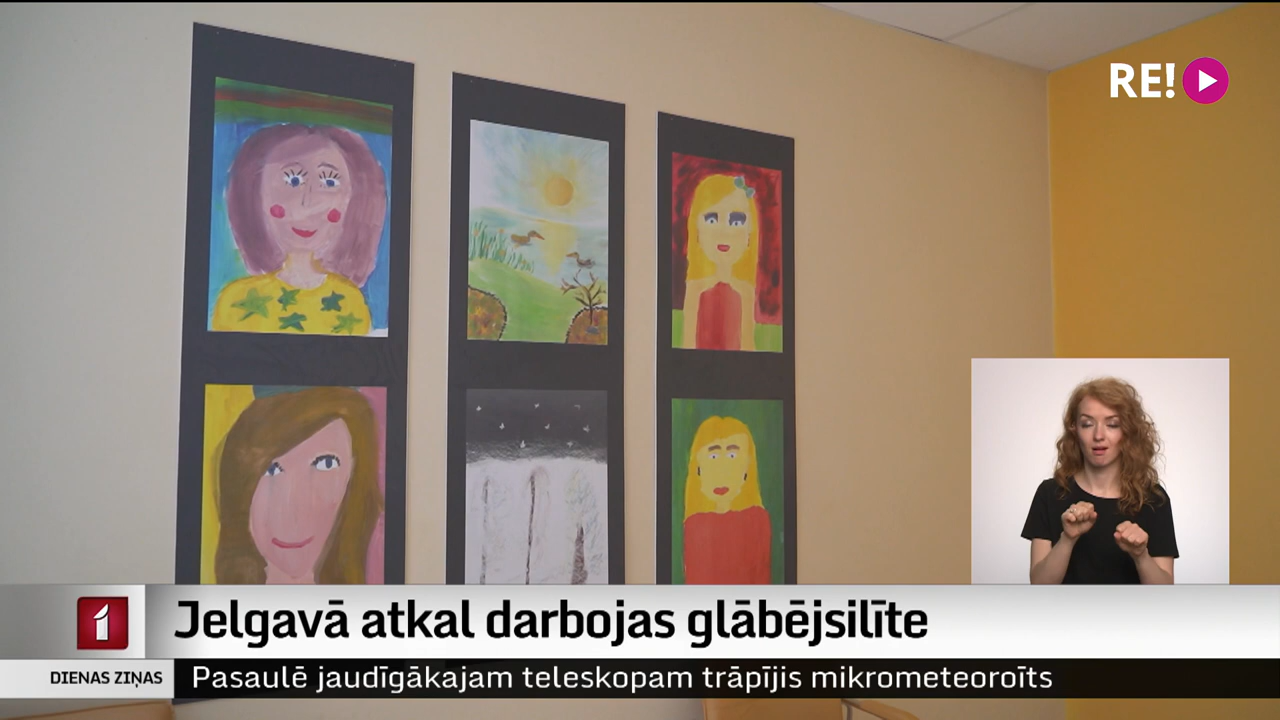 RE!
Jelgavā atkal darbojas glābējsilīte
1
DIENAS ZIŅAS
Pasaulē jaudīgākajam teleskopam trāpījis mikrometeoroīts